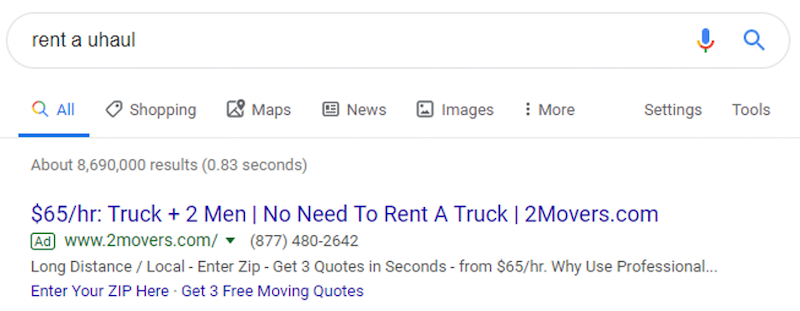 rent a uhaul
All Shopping Maps News Images More Settings Tools
About 8,690,000 results (0.83 seconds)
$65/hr: Truck + 2 Men | No Need To Rent A Truck | 2Movers.com
Ad www.2movers.com/ (877) 480-2642
Long Distance / Local - Enter Zip - Get 3 Quotes in Seconds - from $65/hr. Why Use Professional...
Enter Your ZIP Here · Get 3 Free Moving Quotes